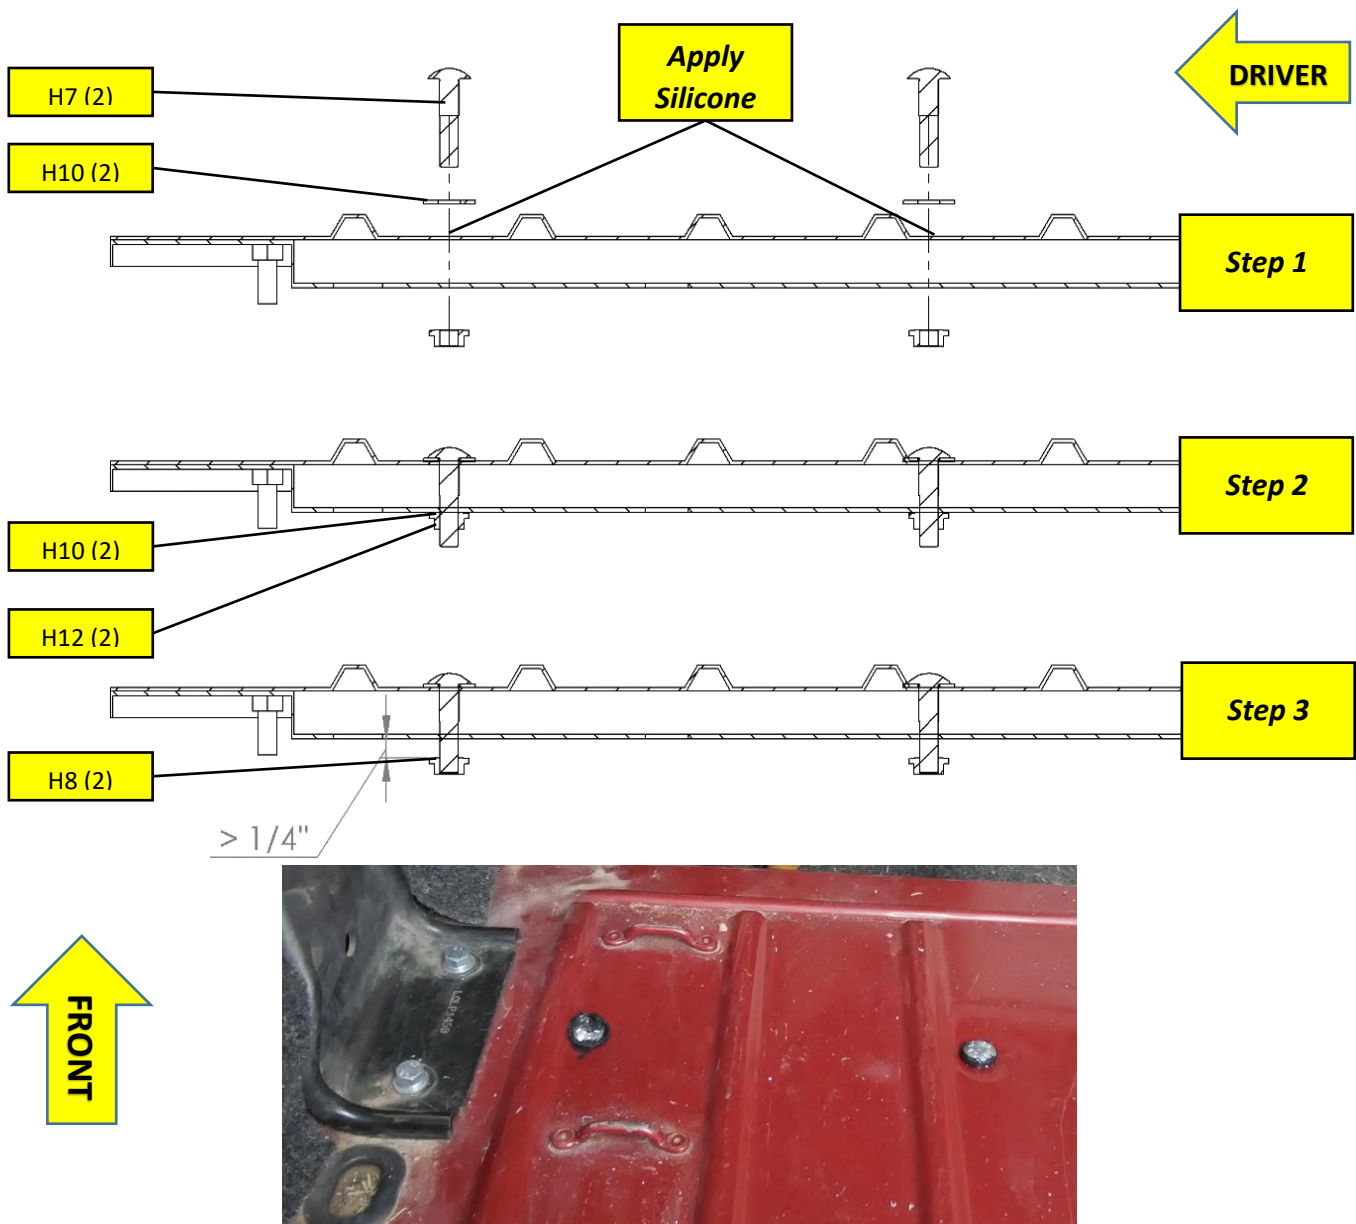 Apply
Silicone
DRIVER
H7 (2)
H10 (2)
Step 1
Step 2
H10 (2)
H12 (2)
Step 3
H8 (2)
> 1/4"
FRONT
LQLP1459